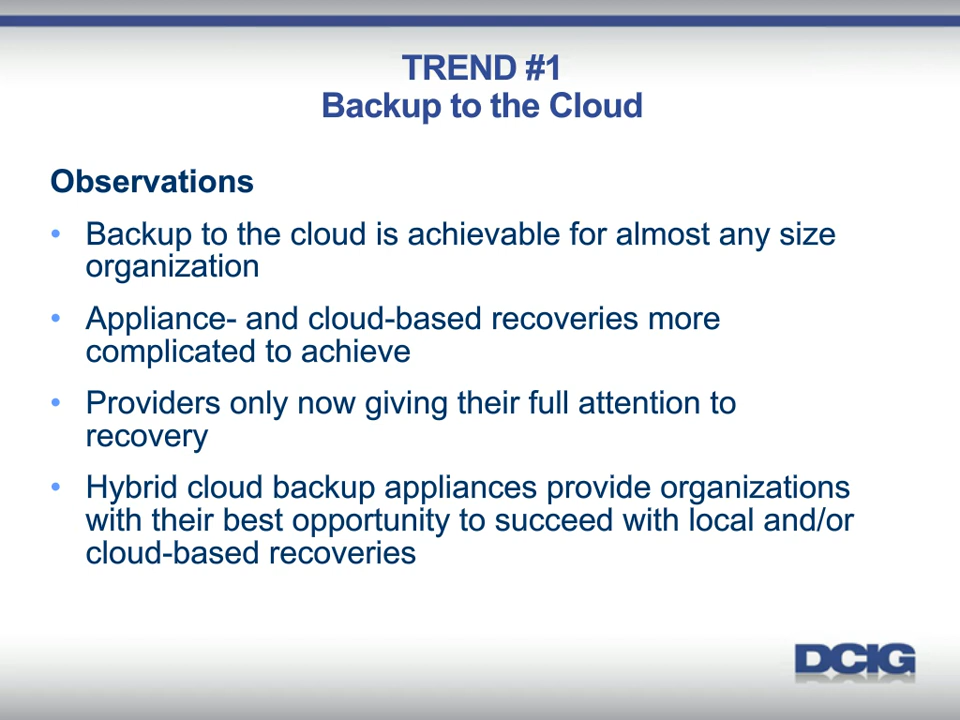 TREND #1
Backup to the Cloud
Observations
• Backup to the cloud is achievable for almost any size
organization
• Appliance- and cloud-based recoveries more
complicated to achieve
• Providers only now giving their full attention to
recovery
• Hybrid cloud backup appliances provide organizations
with their best opportunity to succeed with local and/or
cloud-based recoveries
DCIG